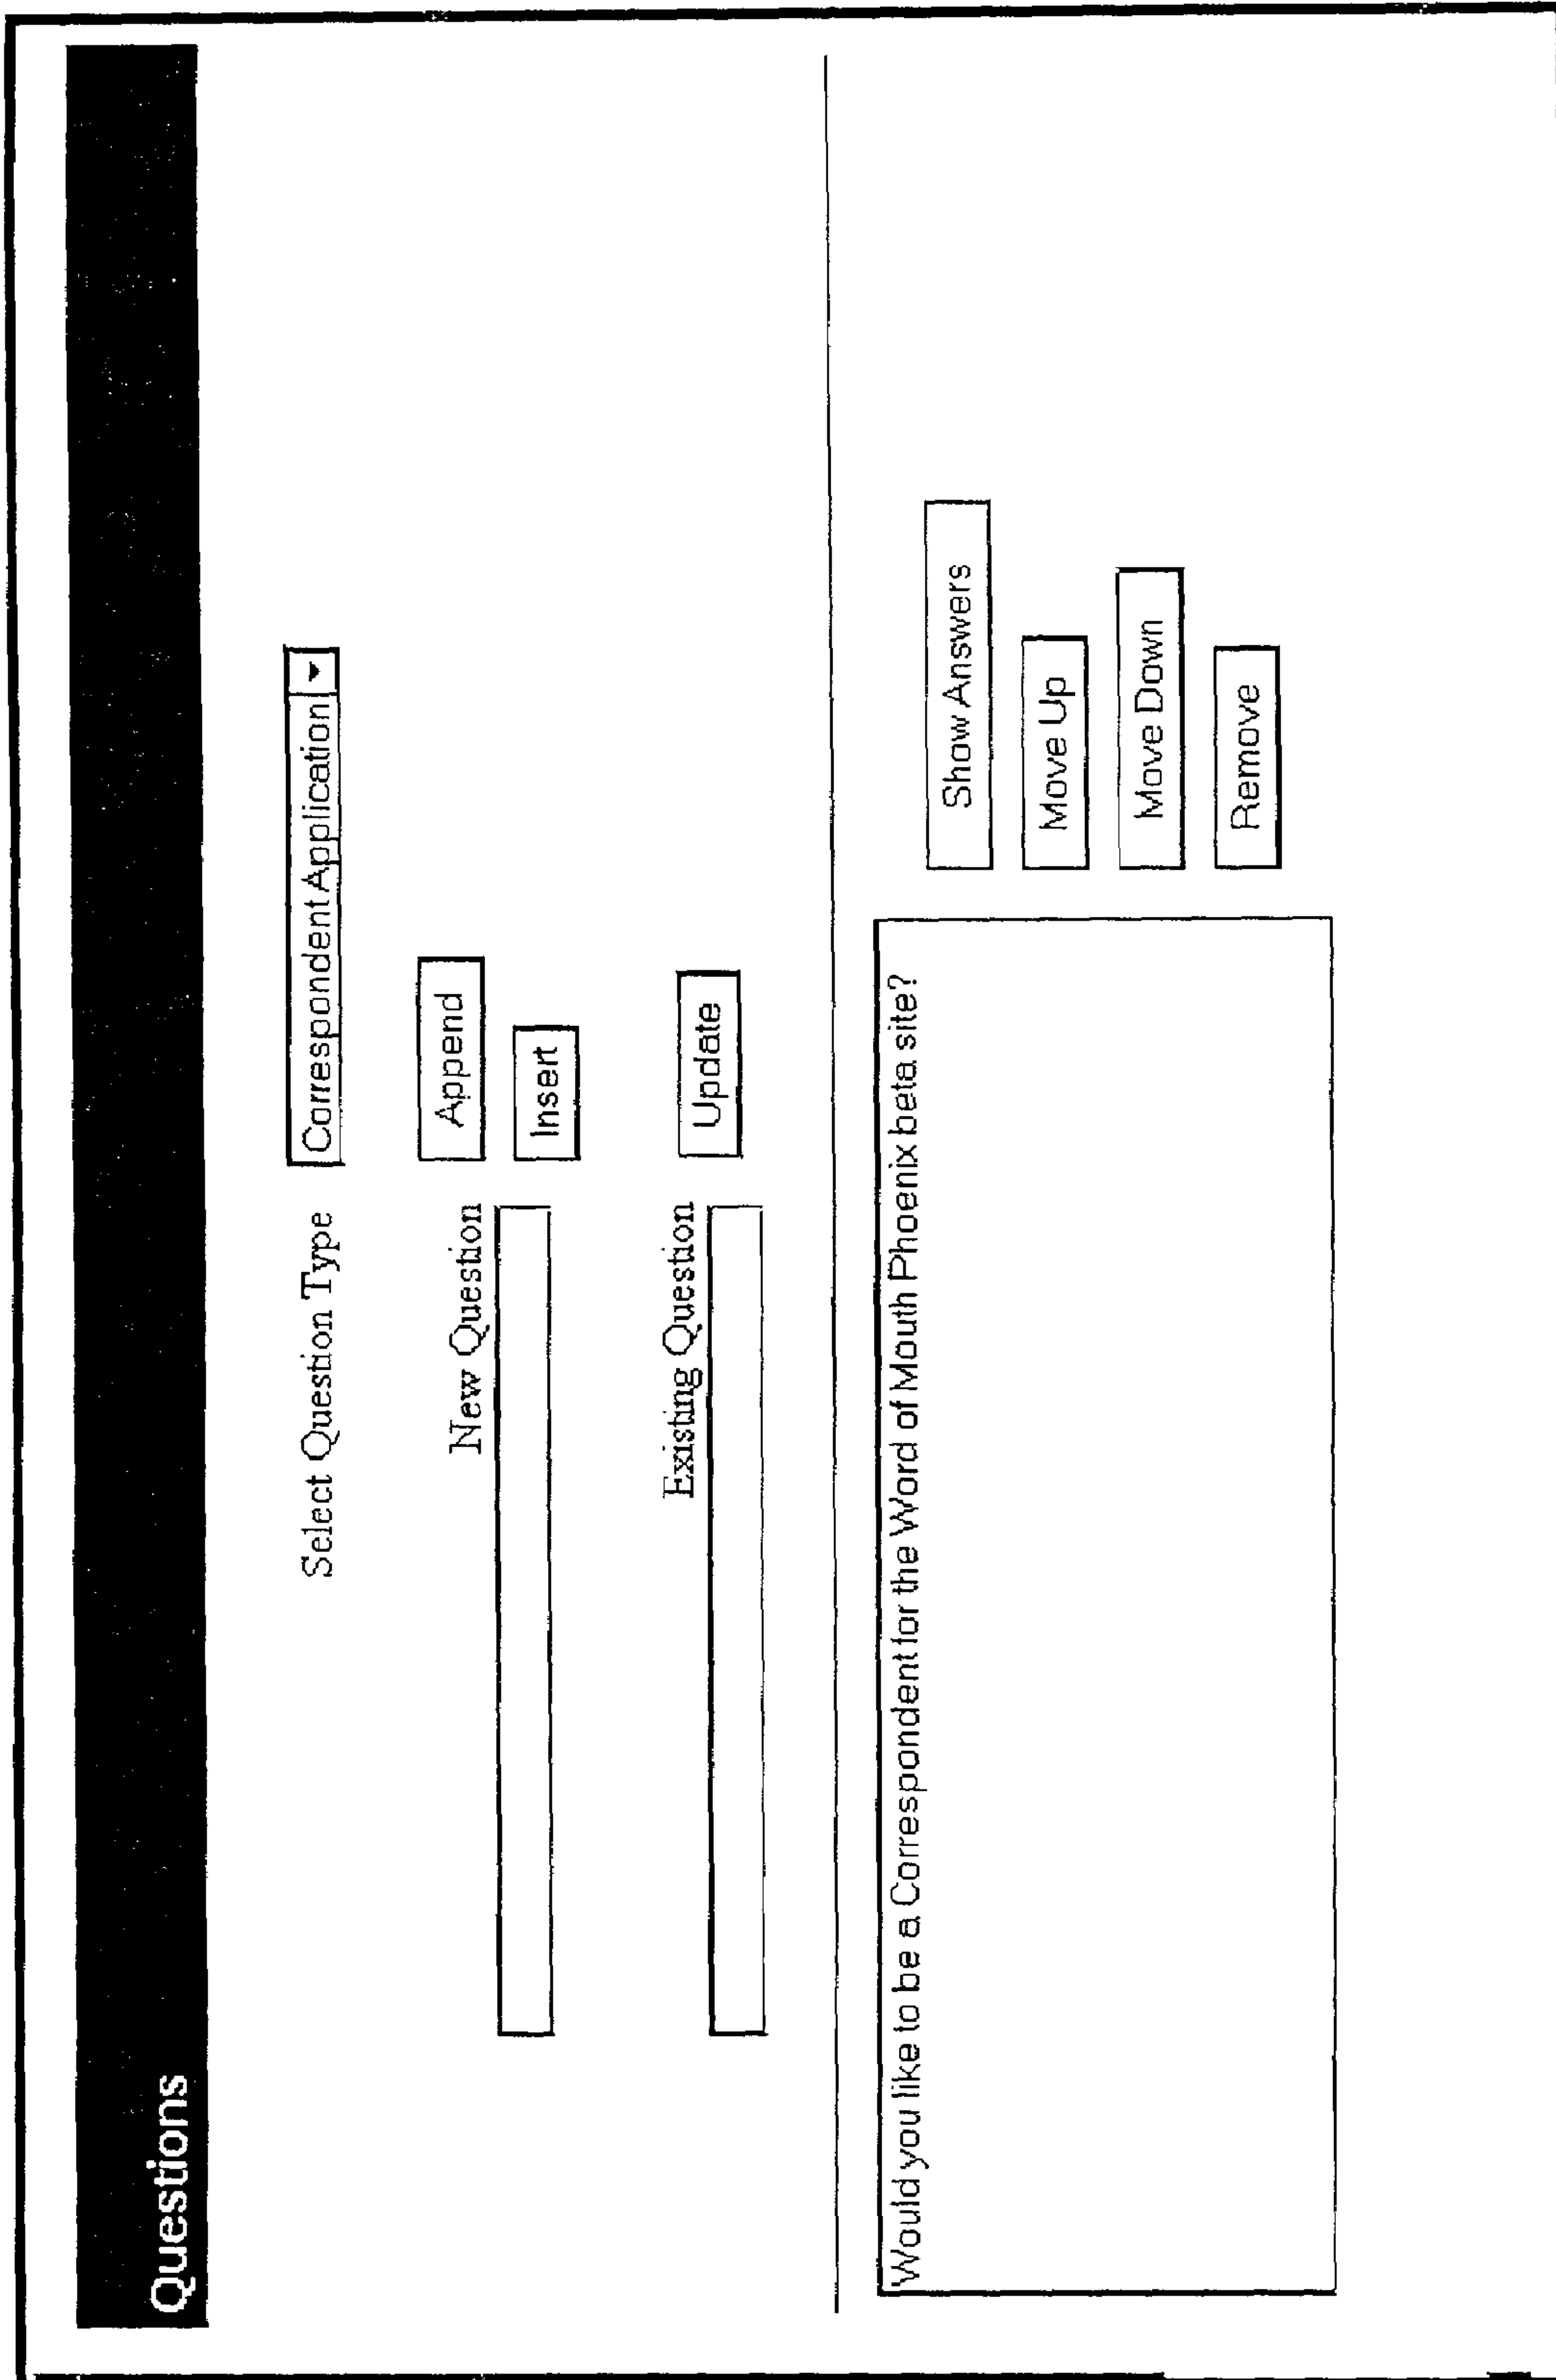 Questions
Select Question Type
Correspondent Application
New Question
Append
Insert
Existing Question
Update
Would you like to be a Correspondent for the Word of Mouth Phoenix beta site?
Show Answers
Move Up
Move Down
Remove